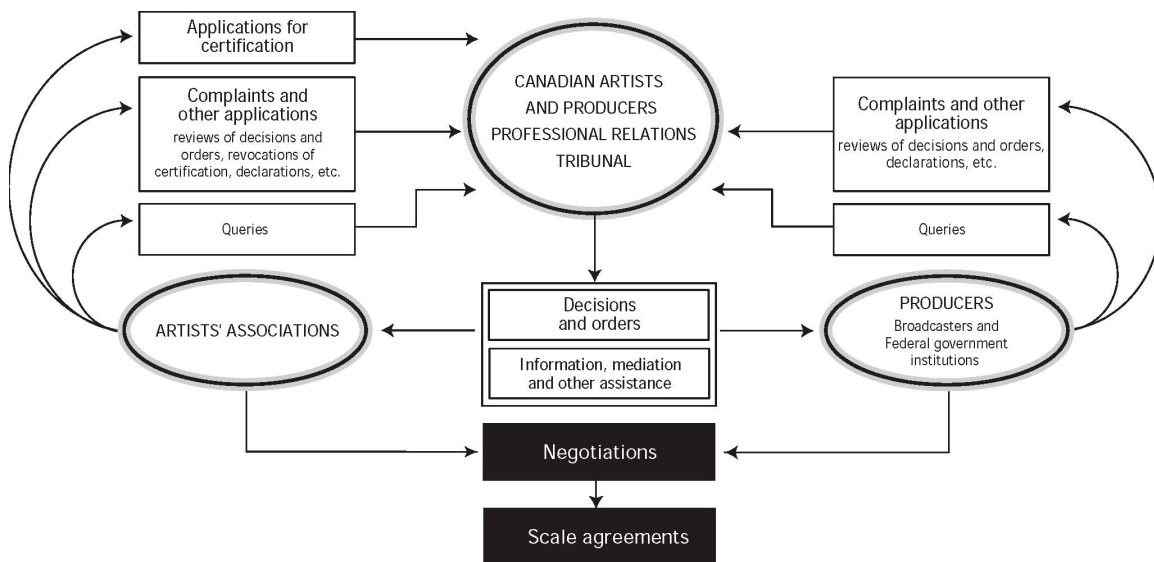 Applications for
certification
Complaints and
other applications
reviews of decisions and
orders, revocations of
certification, declarations, etc.
Queries
CANADIAN ARTISTS
AND PRODUCERS
PROFESSIONAL RELATIONS
TRIBUNAL
Complaints and other
applications
reviews of decisions and orders,
declarations, etc.
Queries
ARTISTS' ASSOCIATIONS
Decisions
and orders
Information, mediation
and other assistance
PRODUCERS
Broadcasters and
Federal government
institutions
Negotiations
Scale agreements